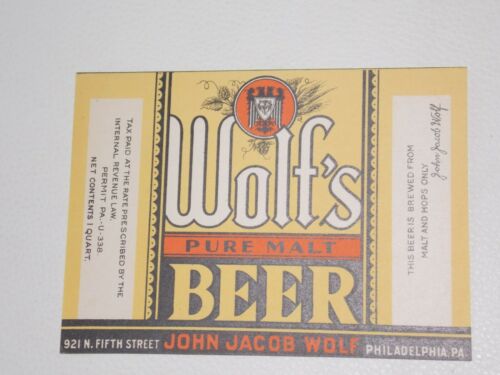 TAX PAID AT THE RATE PRESCRIBED BY THE
INTERNAL REVENUE LAW.
PERMIT PA.-U-338
NET CONTENTS 1 QUART.
Wolf's
PURE MALT
BEER
THIS BEER IS BREWED FROM
MALT AND HOPS ONLY
John Jacob Wolf
921 N. FIFTH STREET JOHN JACOB WOLF PHILADELPHIA, PA.